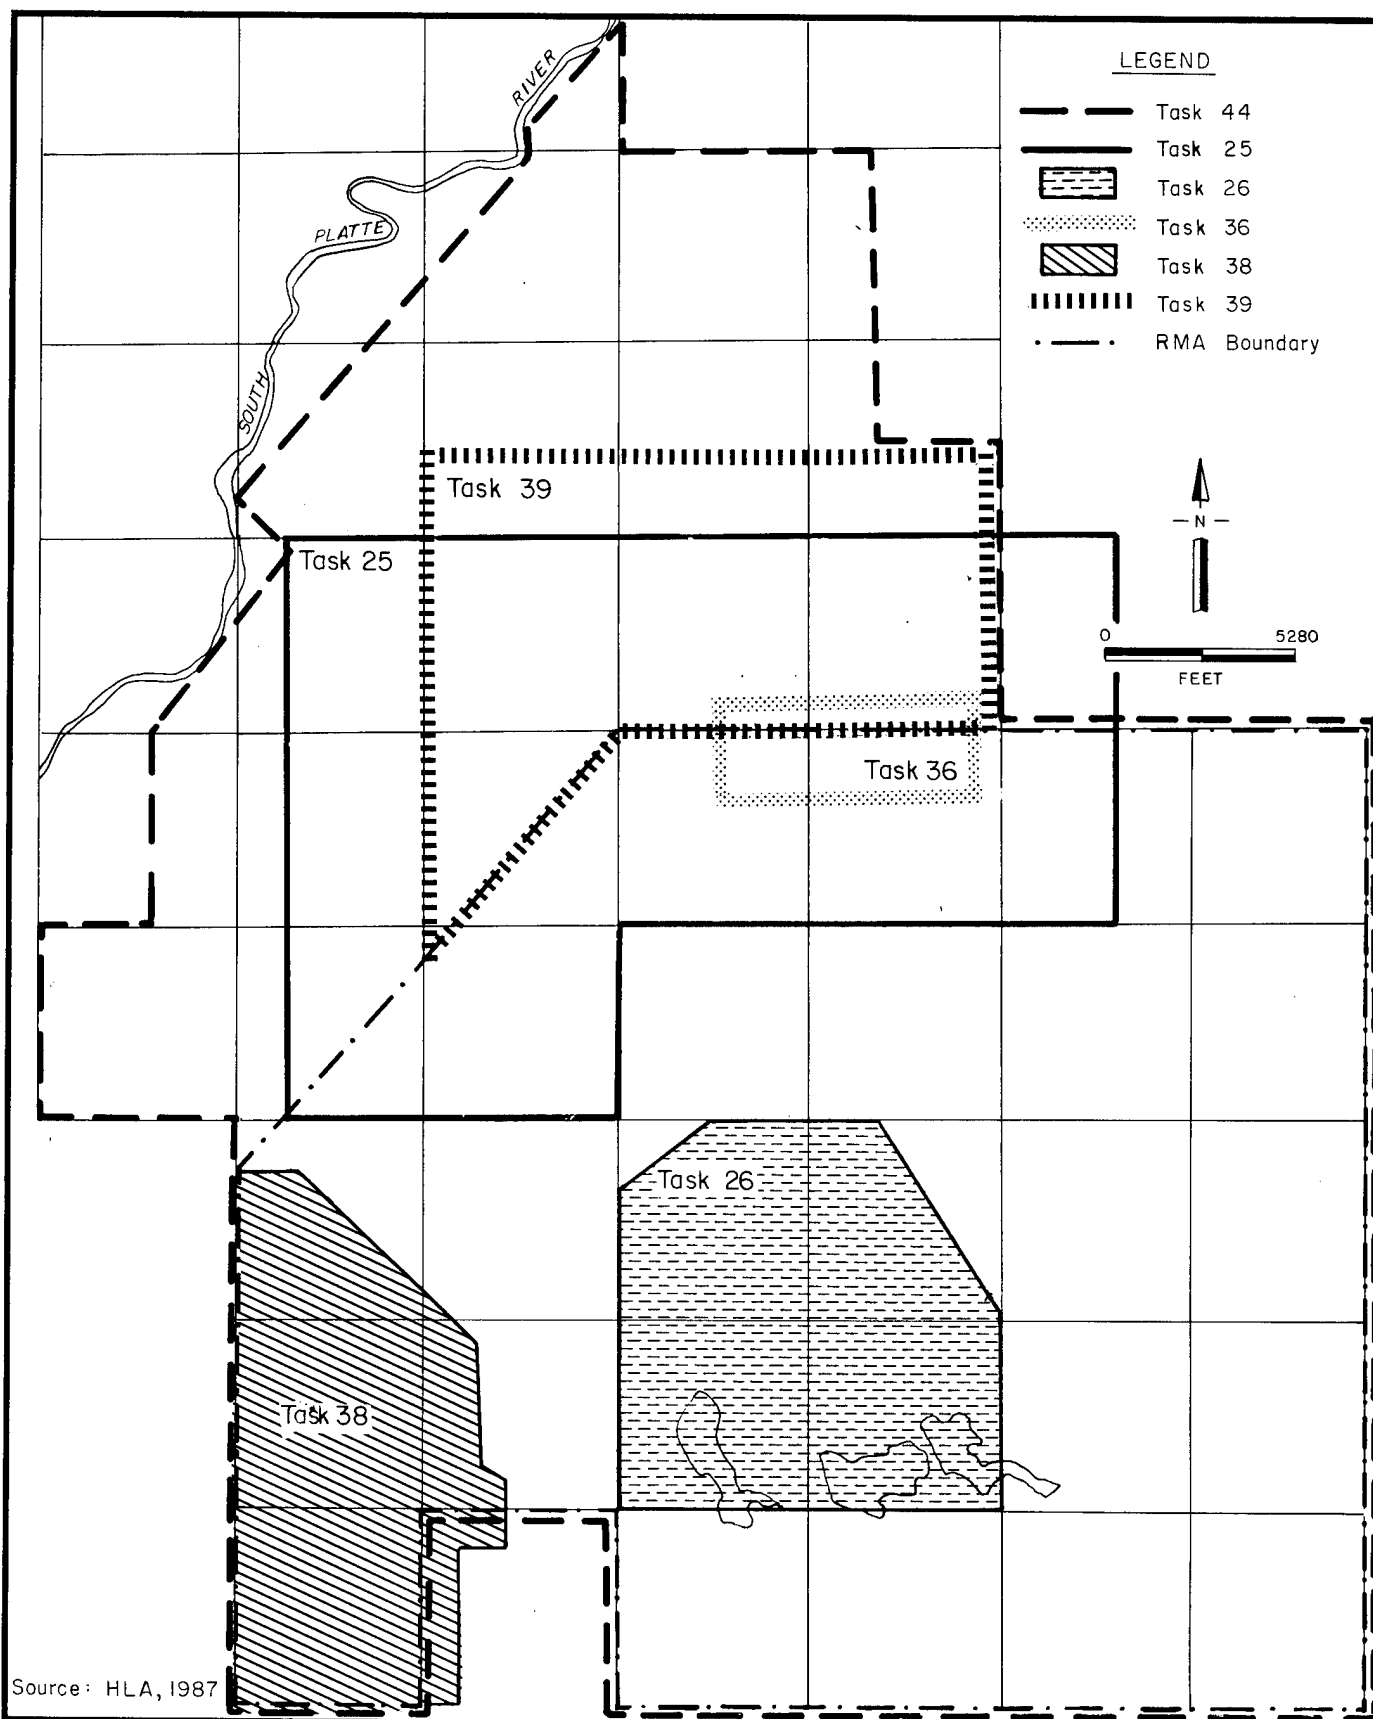 LEGEND
Task 44
Task 25
Task 26
Task 36
Task 38
Task 39
RMA Boundary
RIVER
PLATTE
SOUTH
Task 39
Task 25
N
0 5280
FEET
Task 36
Task 26
Task 38
Source: HLA, 1987